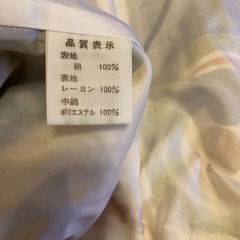 品質表示
表地
絹 100%
裏地
レーヨン 100%
中綿
ポリエステル 100%